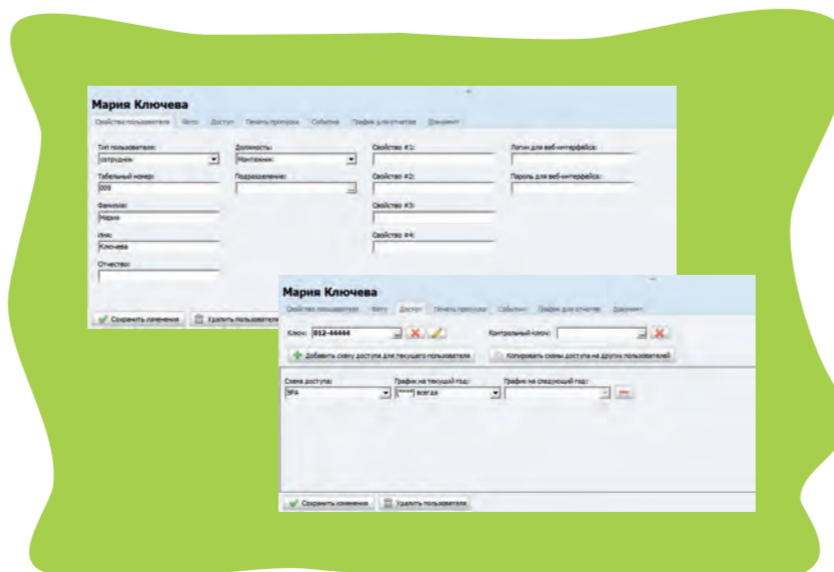 Мария Ключева
Свойства пользователя Фото Доступ Печать пропуска События График для отчетов Документ
Тип пользователя: Должность: Свойство #1: Логин для веб-интерфейса:
сотрудник Монтажник
Табельный номер: Подразделение: Свойство #2: Пароль для веб-интерфейса:
009
Фамилия: Свойство #3:
Мария
Имя: Свойство #4:
Ключева
Отчество:
Сохранить изменения Удалить пользователя
Мария Ключева
Свойства пользователя Фото Доступ Печать пропуска События График для отчетов Документ
Ключ: 012-44444 Контрольный ключ:
Добавить схему доступа для текущего пользователя Копировать схемы доступа на других пользователей
Схема доступа: График на текущий год: График на следующий год:
[****] всегда
Сохранить изменения Удалить пользователя